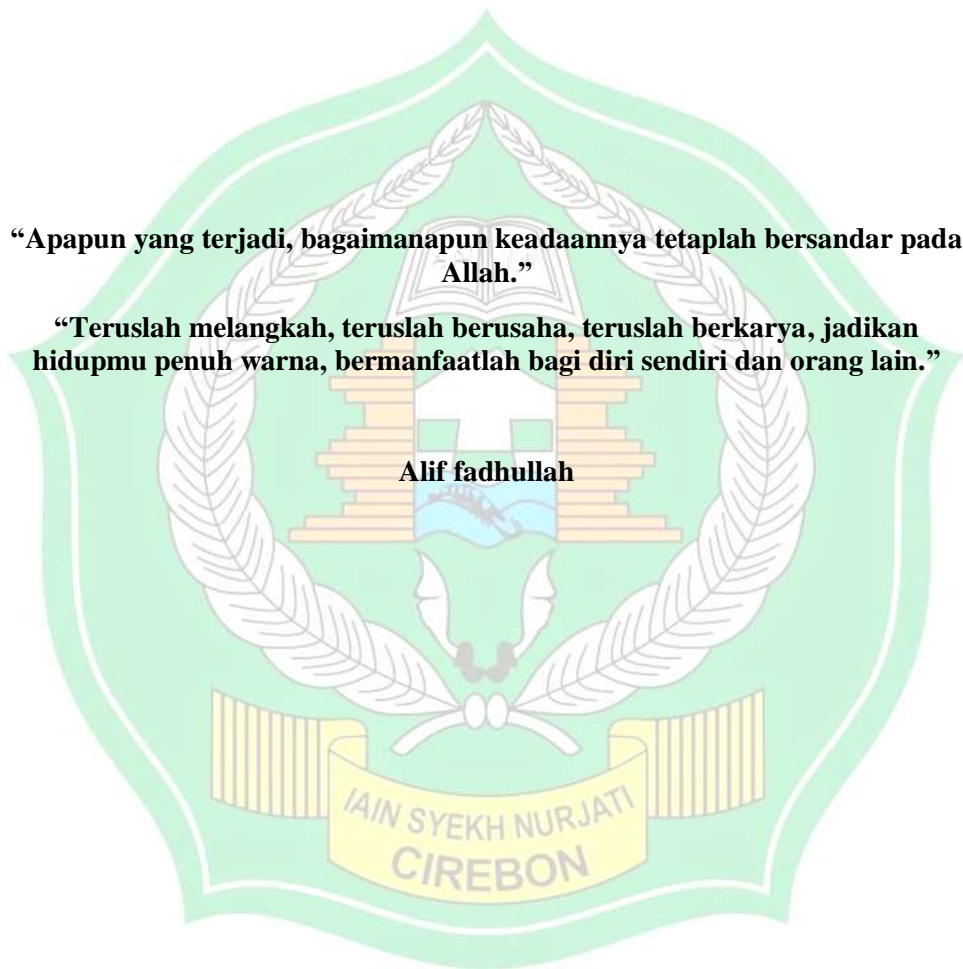 “Apapun yang terjadi, bagaimanapun keadaannya tetaplah bersandar pada
Allah.”
“Teruslah melangkah, teruslah berusaha, teruslah berkarya, jadikan
hidupmu penuh warna, bermanfaatlah bagi diri sendiri dan orang lain.”
Alif fadhullah
IAIN SYEKH NURJATI
CIREBON